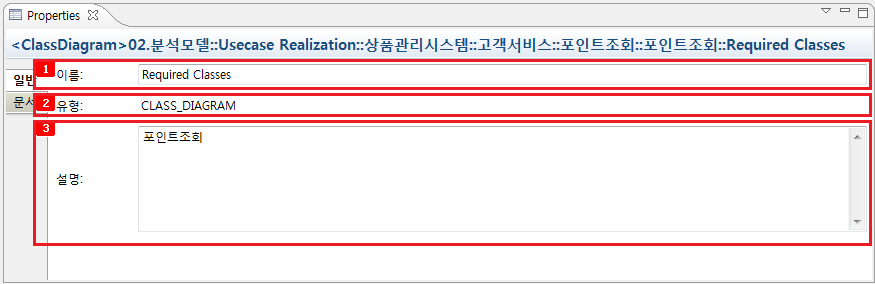 Properties
<ClassDiagram>02.분석모델::Usecase Realization::상품관리시스템::고객서비스::포인트조회::포인트조회::Required Classes
일반
1 이름: Required Classes
문서
2 유형: CLASS_DIAGRAM
3 포인트조회
설명: